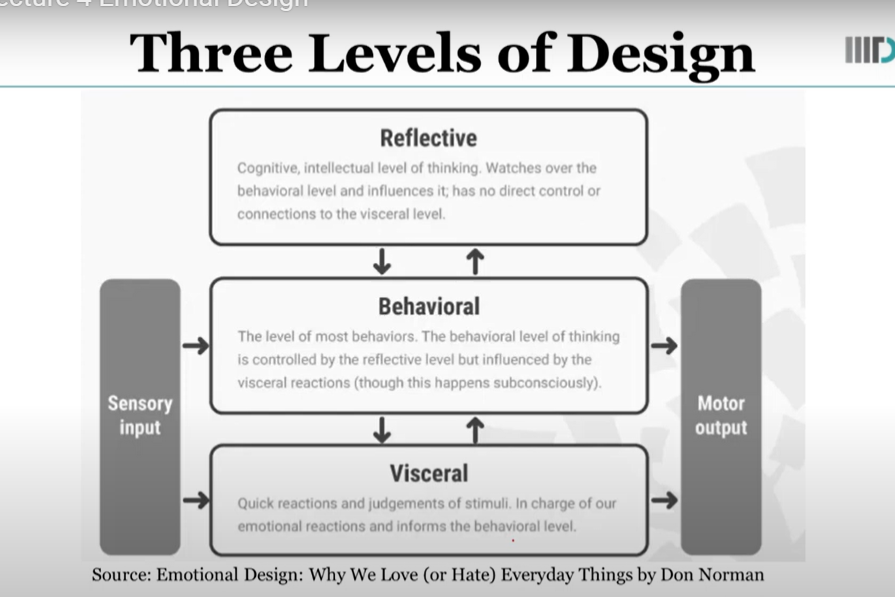 Lecture 4 Emotional Design
Three Levels of Design
Reflective
Cognitive, intellectual level of thinking. Watches over the
behavioral level and influences it; has no direct control or
connections to the visceral level.
Behavioral
The level of most behaviors. The behavioral level of thinking
is controlled by the reflective level but influenced by the
visceral reactions (though this happens subconsciously).
Sensory
input
Motor
output
Visceral
Quick reactions and judgements of stimuli. In charge of our
emotional reactions and informs the behavioral level.
Source: Emotional Design: Why We Love (or Hate) Everyday Things by Don Norman